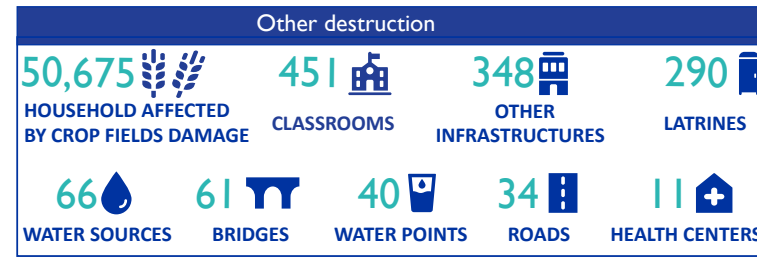 Other destruction
50,675 451 348 290
HOUSEHOLD AFFECTED
BY CROP FIELDS DAMAGE
CLASSROOMS
OTHER
INFRASTRUCTURES
LATRINES
66 61 40 34 11
WATER SOURCES BRIDGES WATER POINTS ROADS HEALTH CENTERS